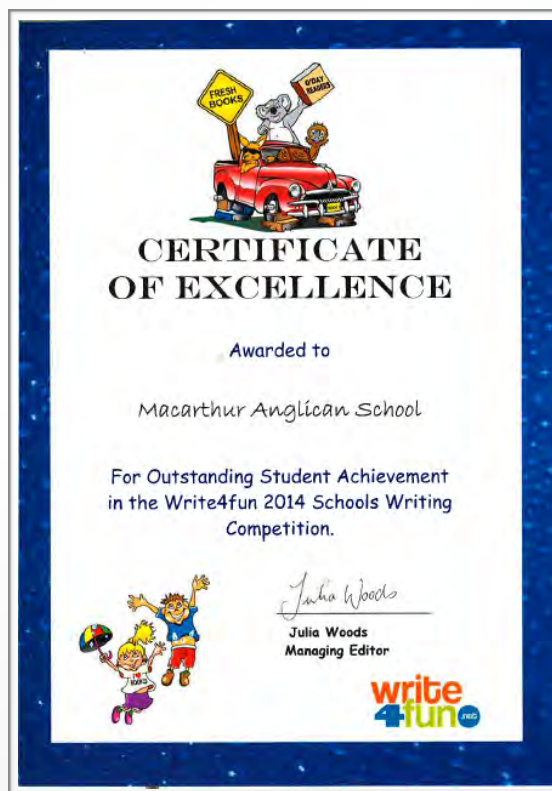 FRESH
BOOKS
G'DAY
READERS
CERTIFICATE
OF EXCELLENCE
Awarded to
Macarthur Anglican School
For Outstanding Student Achievement
in the Write4fun 2014 Schools Writing
Competition.
Julia Woods
Julia Woods
Managing Editor
I ♥
BOOKS
write
4fun.net